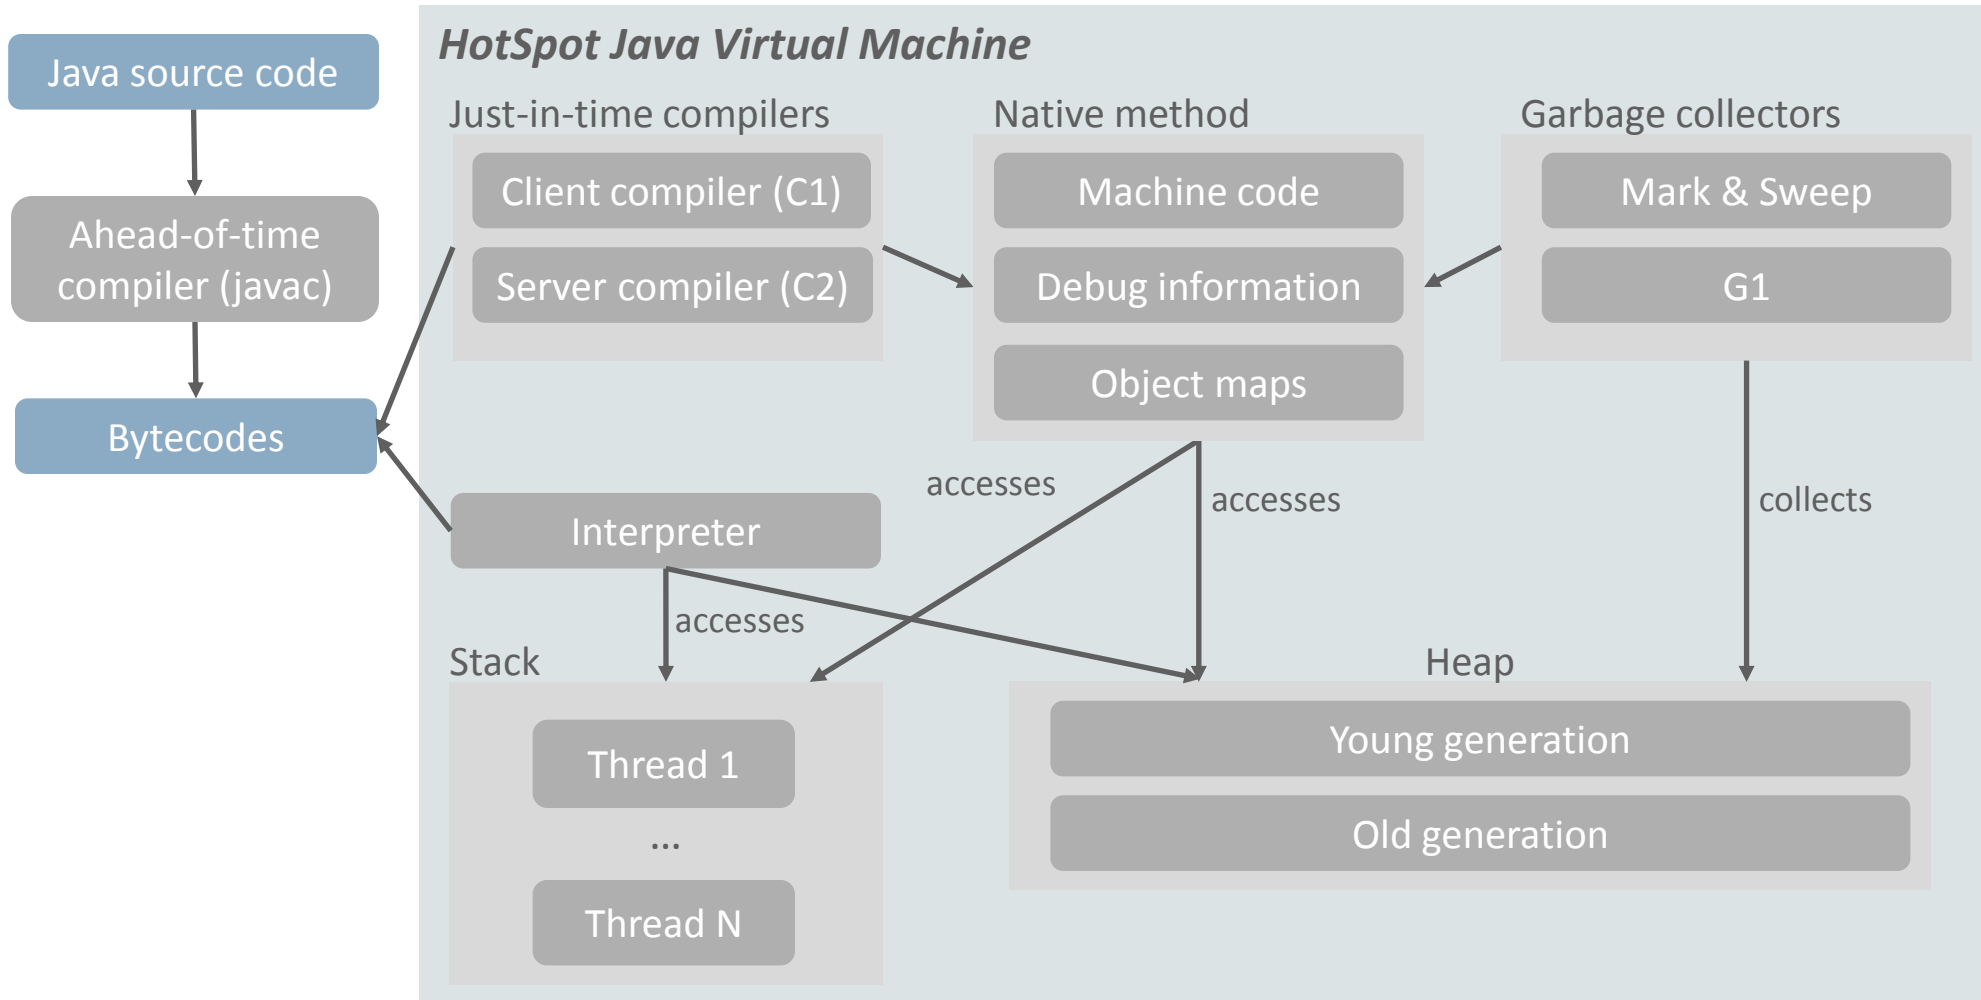 HotSpot Java Virtual Machine
Java source code
Ahead-of-time
compiler (javac)
Bytecodes
Just-in-time compilers
Client compiler (C1)
Server compiler (C2)
Native method
Machine code
Debug information
Object maps
Garbage collectors
Mark & Sweep
G1
accesses
accesses
collects
Interpreter
accesses
Stack
Thread 1
...
Thread N
Heap
Young generation
Old generation